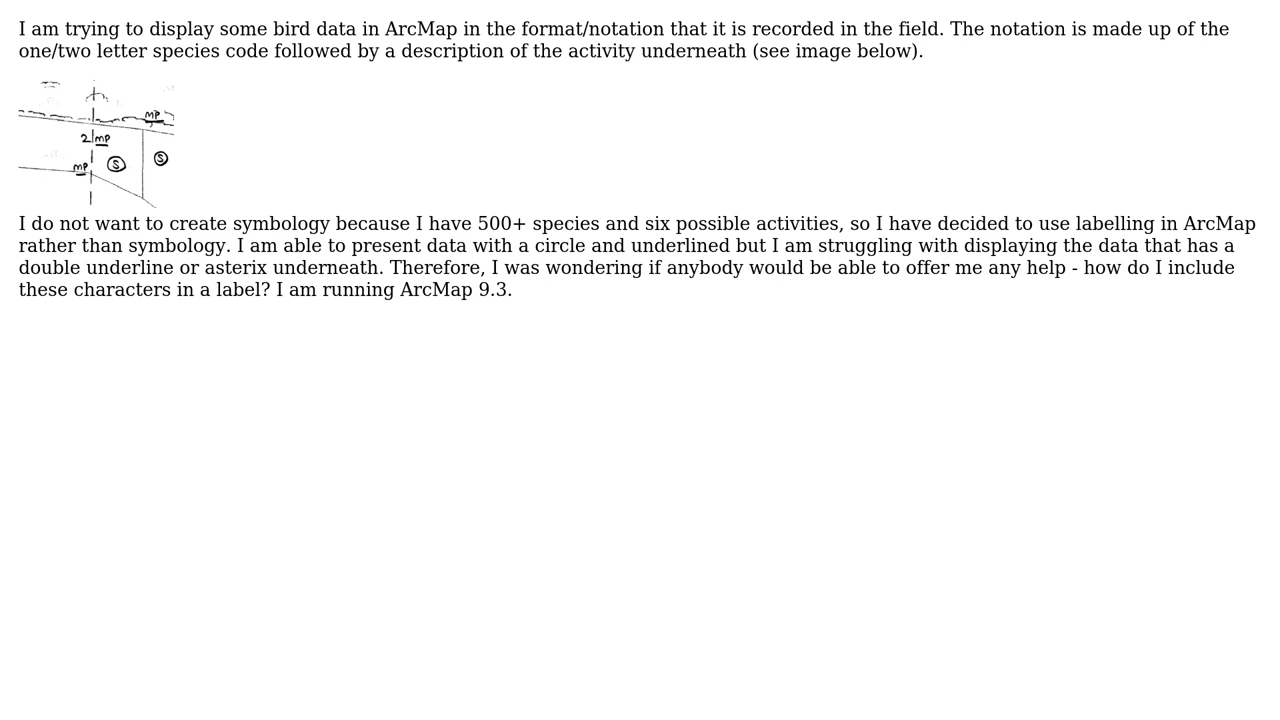 I am trying to display some bird data in ArcMap in the format/notation that it is recorded in the field. The notation is made up of the
one/two letter species code followed by a description of the activity underneath (see image below).
MP
2 MP
S
S
MP
I do not want to create symbology because I have 500+ species and six possible activities, so I have decided to use labelling in ArcMap
rather than symbology. I am able to present data with a circle and underlined but I am struggling with displaying the data that has a
double underline or asterix underneath. Therefore, I was wondering if anybody would be able to offer me any help - how do I include
these characters in a label? I am running ArcMap 9.3.